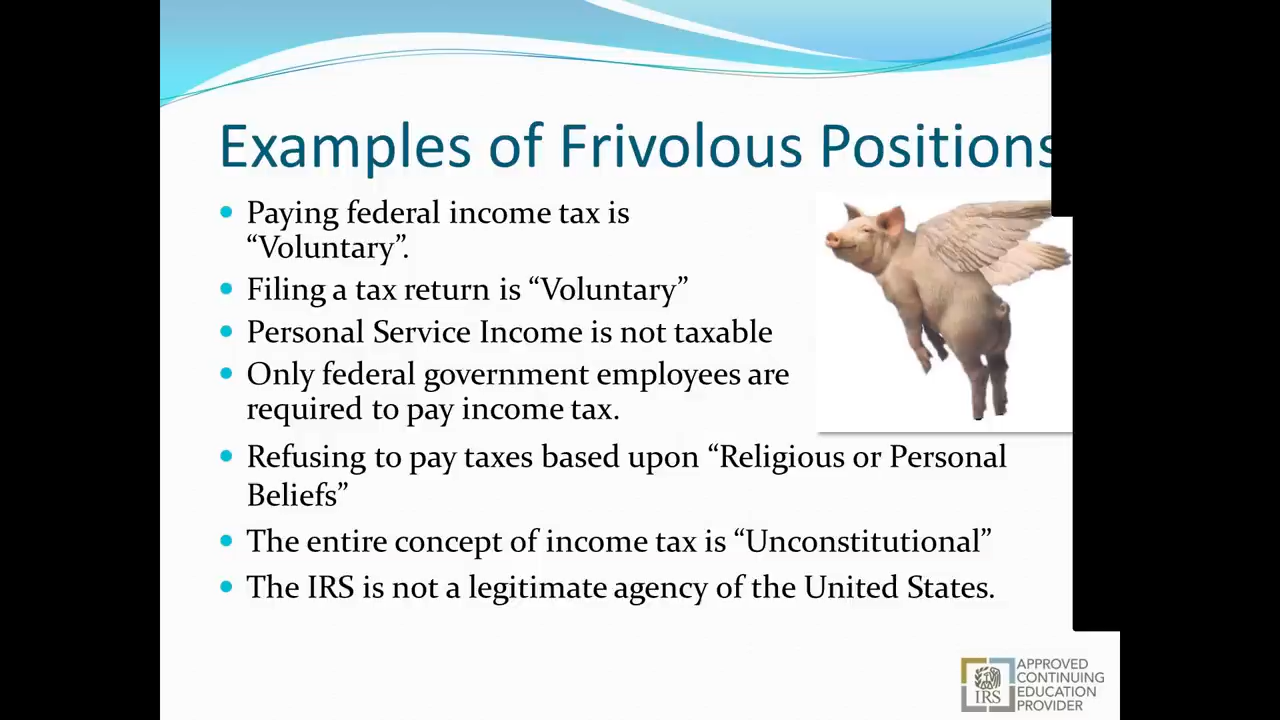 Examples of Frivolous Positions
• Paying federal income tax is
“Voluntary”.
• Filing a tax return is “Voluntary”
• Personal Service Income is not taxable
• Only federal government employees are
required to pay income tax.
• Refusing to pay taxes based upon “Religious or Personal
Beliefs”
• The entire concept of income tax is “Unconstitutional”
• The IRS is not a legitimate agency of the United States.
IRS
APPROVED
CONTINUING
EDUCATION
PROVIDER